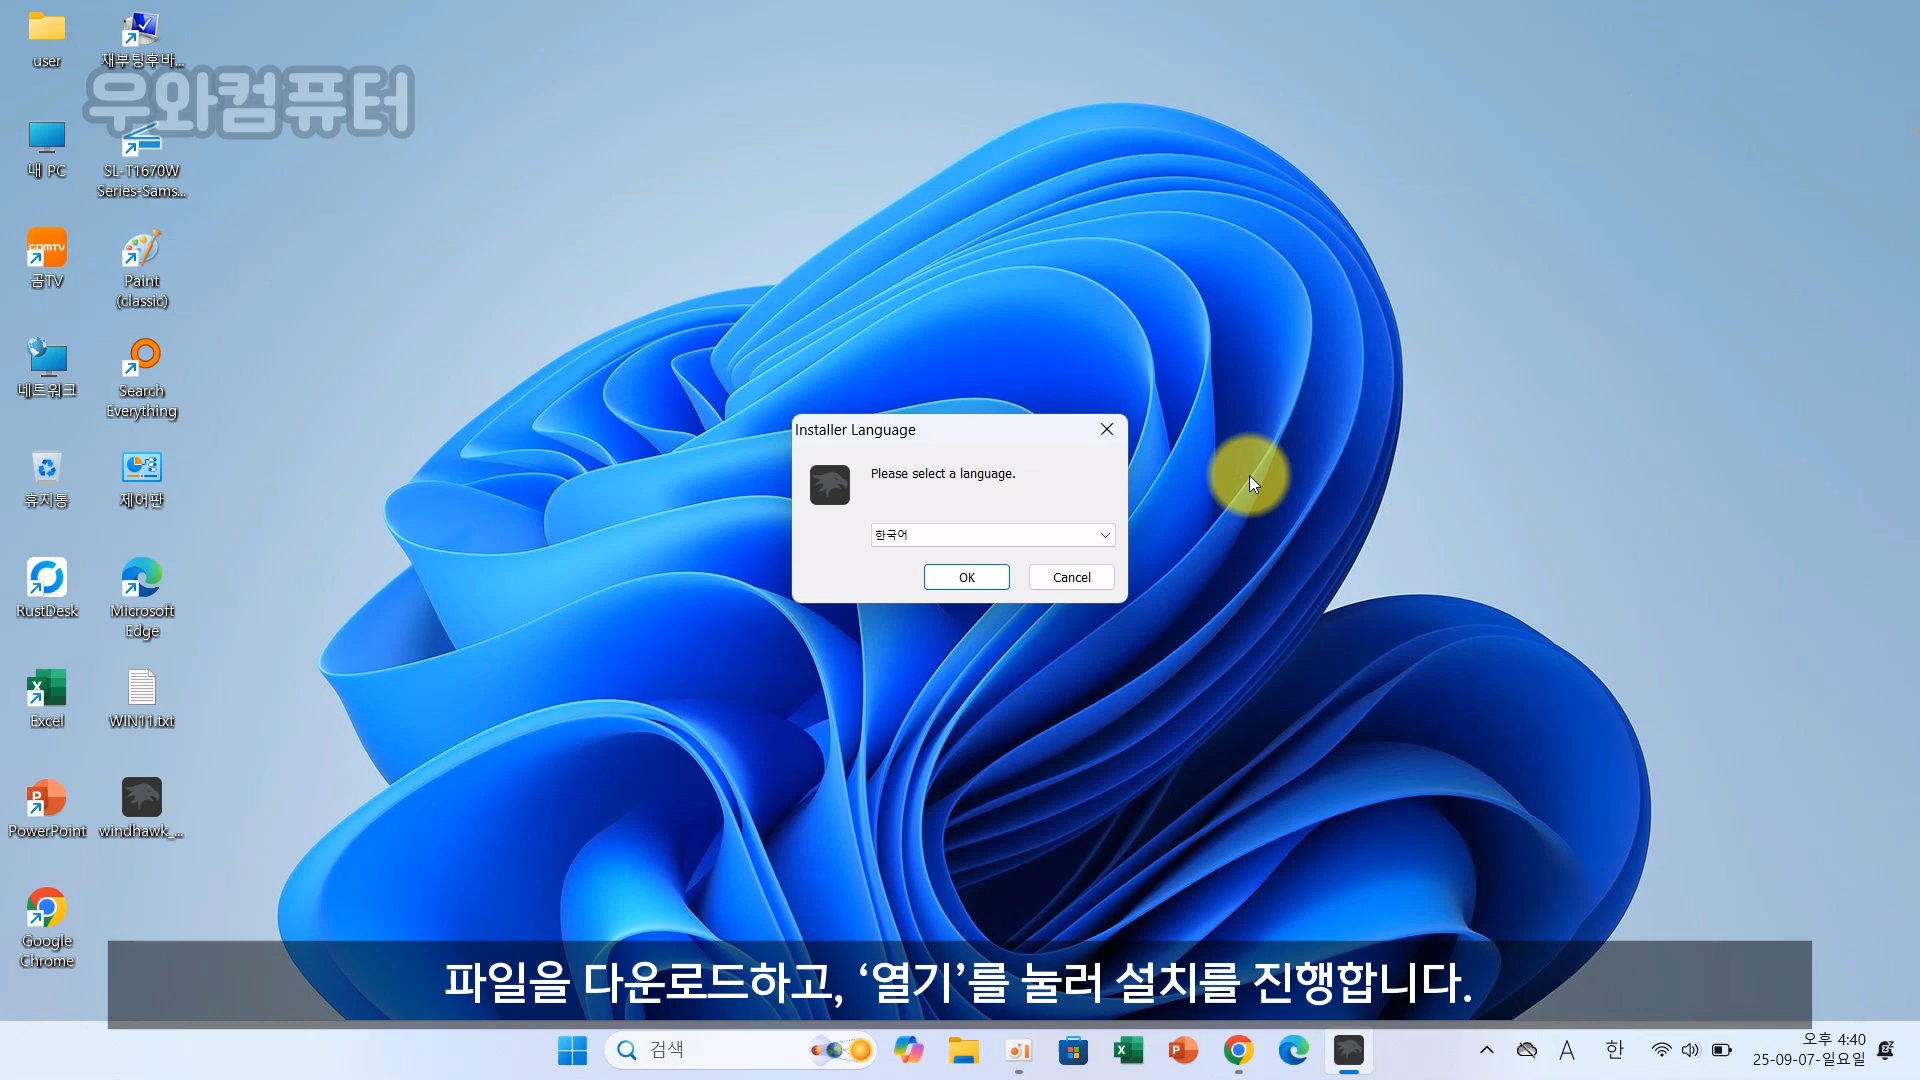 user
재부팅후바...
우와컴퓨터
내 PC
SL-T1670W
Series-Sams...
GOMTV
곰TV
Paint
(classic)
네트워크
Search
Everything
휴지통
제어판
RustDesk
Microsoft
Edge
Excel
WIN11.txt
PowerPoint
windhawk_...
Google
Chrome
Installer Language
Please select a language.
한국어
OK
Cancel
파일을 다운로드하고, ‘열기’를 눌러 설치를 진행합니다.
검색
A
한
오후 4:40
25-09-07-일요일